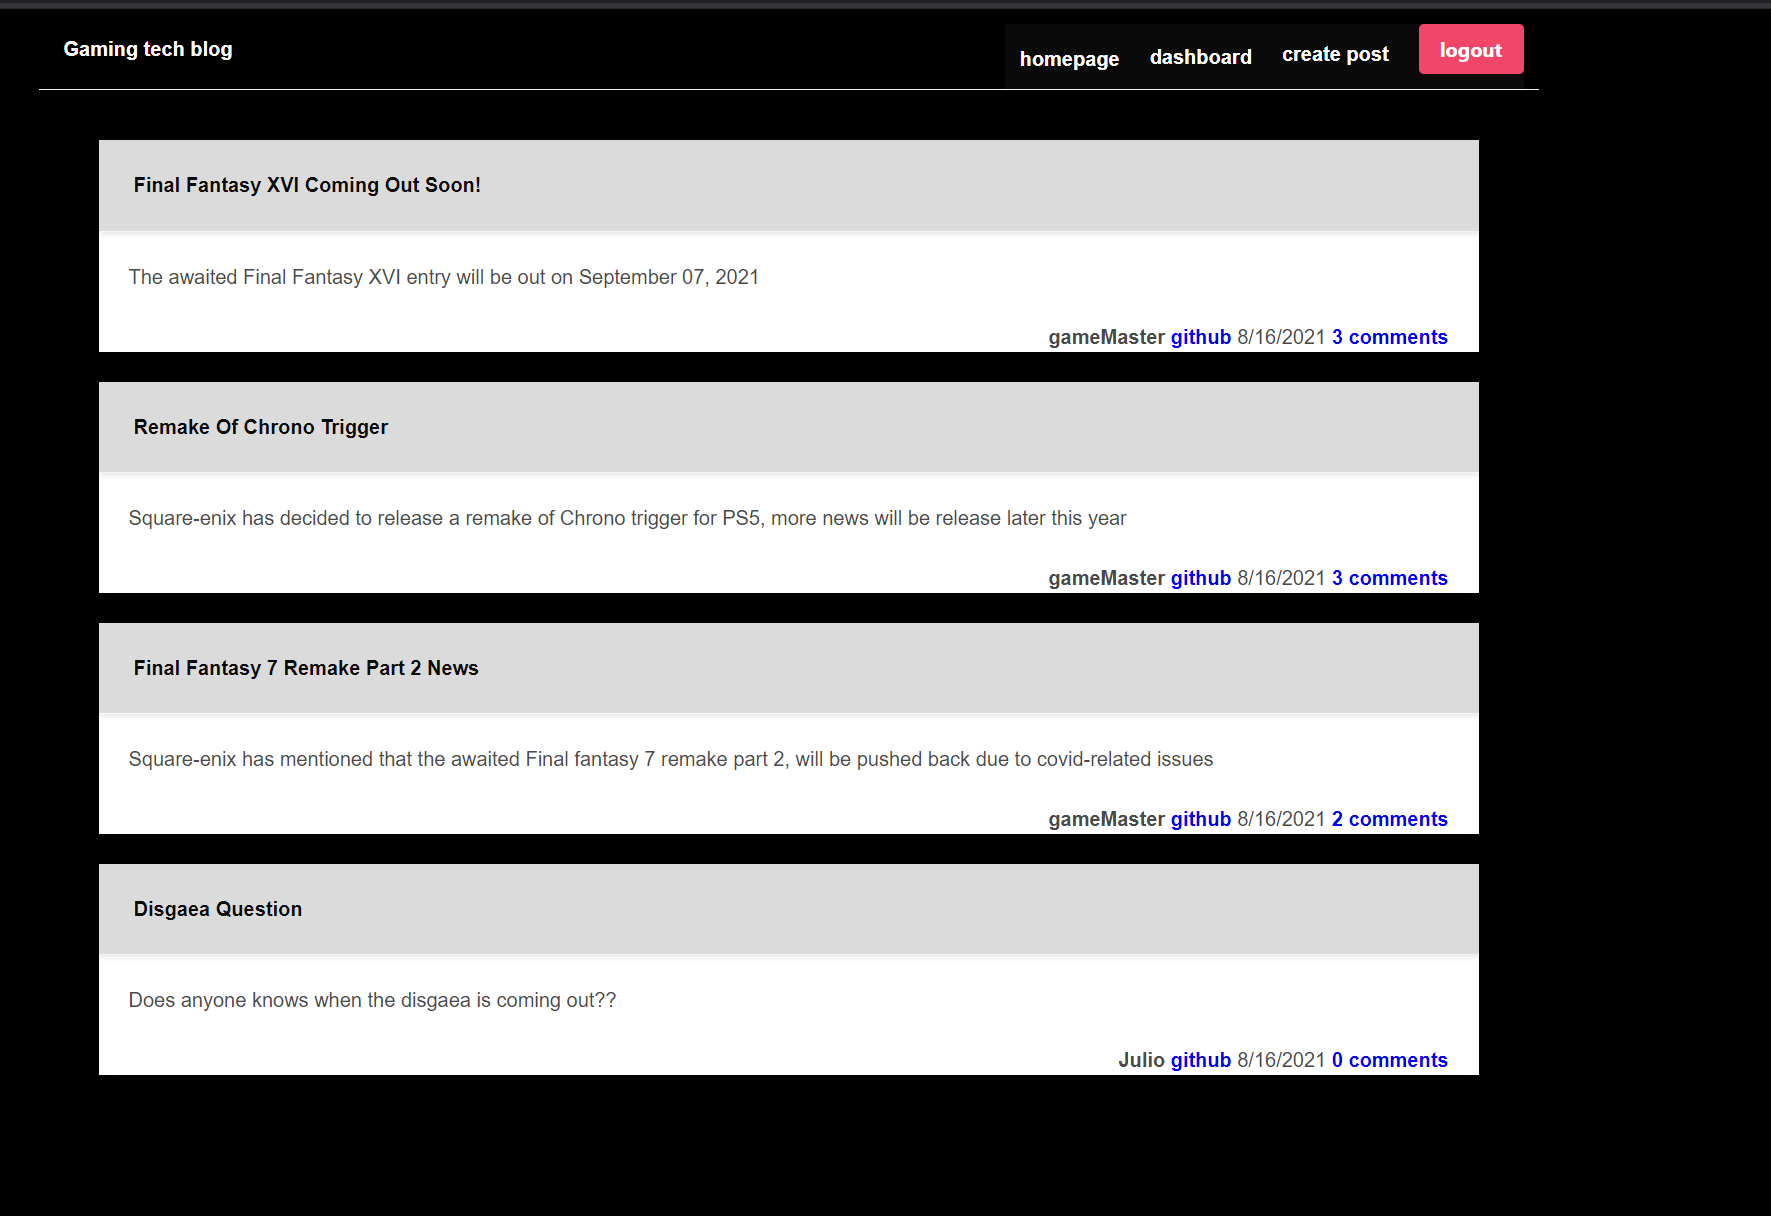 Gaming tech blog
homepage dashboard create post logout
Final Fantasy XVI Coming Out Soon!
The awaited Final Fantasy XVI entry will be out on September 07, 2021
gameMaster github 8/16/2021 3 comments
Remake Of Chrono Trigger
Square-enix has decided to release a remake of Chrono trigger for PS5, more news will be release later this year
gameMaster github 8/16/2021 3 comments
Final Fantasy 7 Remake Part 2 News
Square-enix has mentioned that the awaited Final fantasy 7 remake part 2, will be pushed back due to covid-related issues
gameMaster github 8/16/2021 2 comments
Disgaea Question
Does anyone knows when the disgaea is coming out??
Julio github 8/16/2021 0 comments